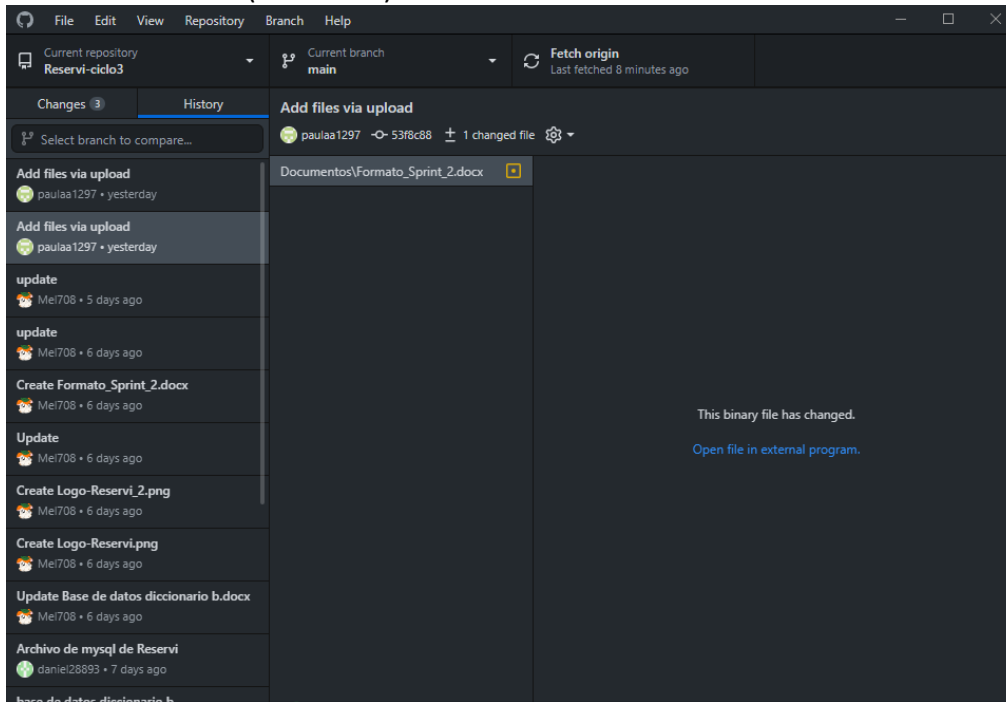 File Edit View Repository Branch Help
Current repository
Reservi-ciclo3
Current branch
main
Fetch origin
Last fetched 8 minutes ago
Changes 3
History
Select branch to compare...
Add files via upload
paulaa1297 • yesterday
Add files via upload
paulaa1297 • yesterday
update
Mel708 • 5 days ago
update
Mel708 • 6 days ago
Create Formato_Sprint_2.docx
Mel708 • 6 days ago
Update
Mel708 • 6 days ago
Create Logo-Reservi_2.png
Mel708 • 6 days ago
Create Logo-Reservi.png
Mel708 • 6 days ago
Update Base de datos diccionario b.docx
Mel708 • 6 days ago
Archivo de mysql de Reservi
daniel28893 • 7 days ago
base de datos diccionario b
Add files via upload
paulaa1297 53f8c88 1 changed file
Documentos\Formato_Sprint_2.docx
This binary file has changed.
Open file in external program.